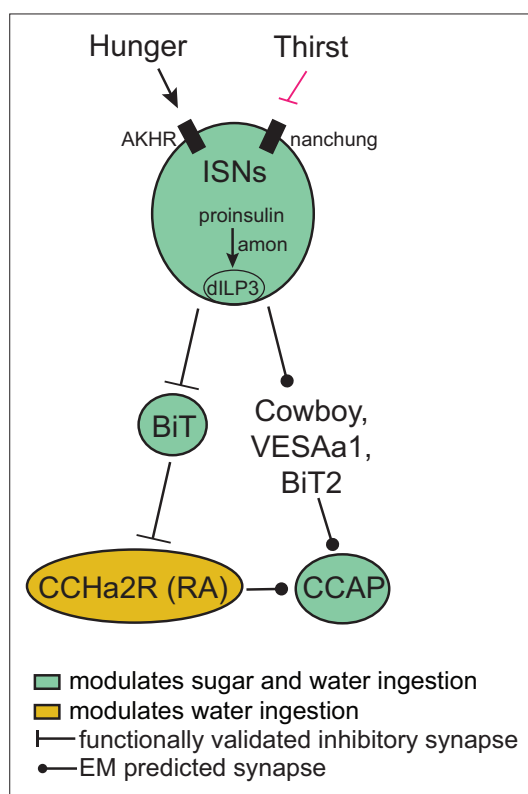 Hunger
Thirst
AKHR
nanchung
ISNs
proinsulin
amon
dILP3
BiT
Cowboy,
VESAa1,
BiT2
CCHa2R (RA)
CCAP
modulates sugar and water ingestion
modulates water ingestion
functionally validated inhibitory synapse
EM predicted synapse